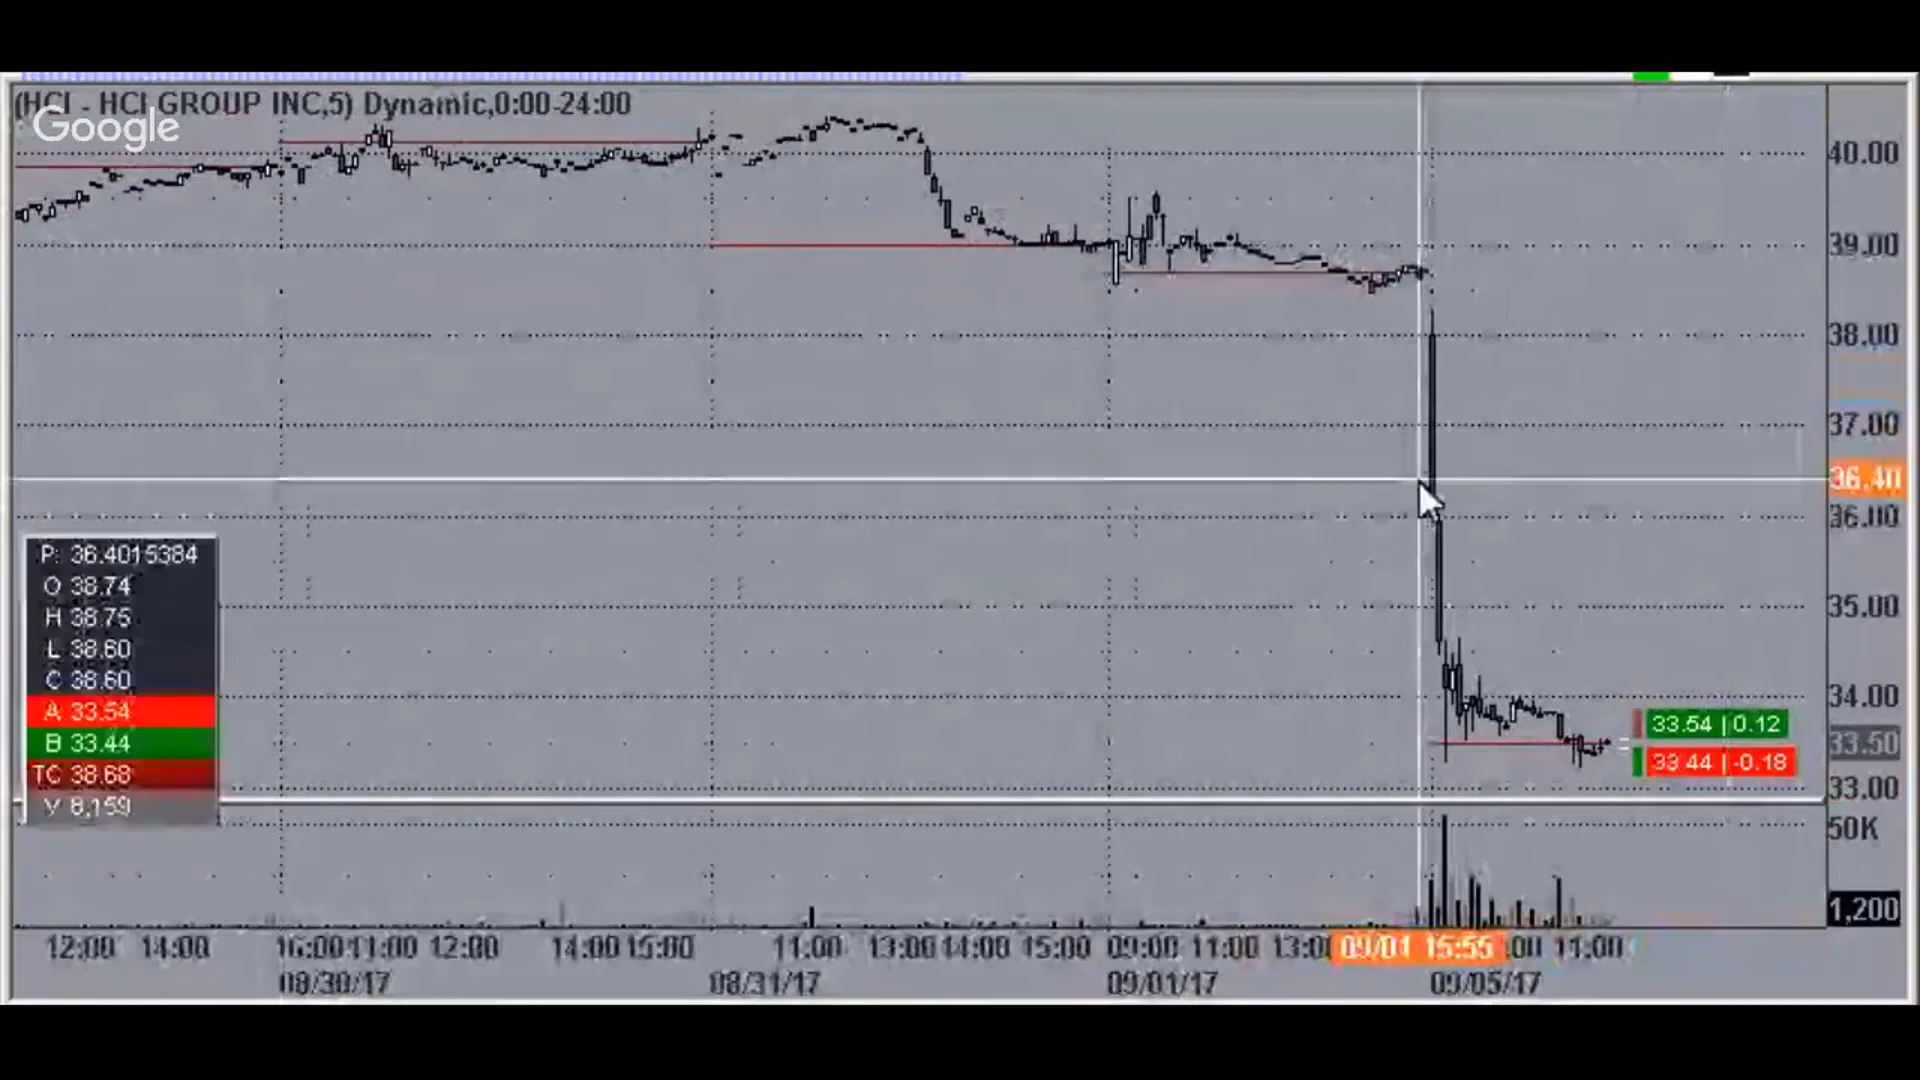 (HCI - HCI GROUP INC,5) Dynamic,0:00-24:00
Google
40.00
39.00
38.00
37.00
36.40
36.00
35.00
34.00
33.50
33.00
50K
1,200
P: 36.4015384
O 38.74
H 38.75
L 38.60
C 38.60
A 33.54
B 33.44
TC 38.68
V 8,159
33.54 | 0.12
33.44 | -0.18
12:00 14:00 16:00 11:00 12:00 14:00 15:00 11:00 13:00 14:00 15:00 09:00 11:00 09/01 15:55 11:00
08/30/17 08/31/17 09/01/17 09/05/17